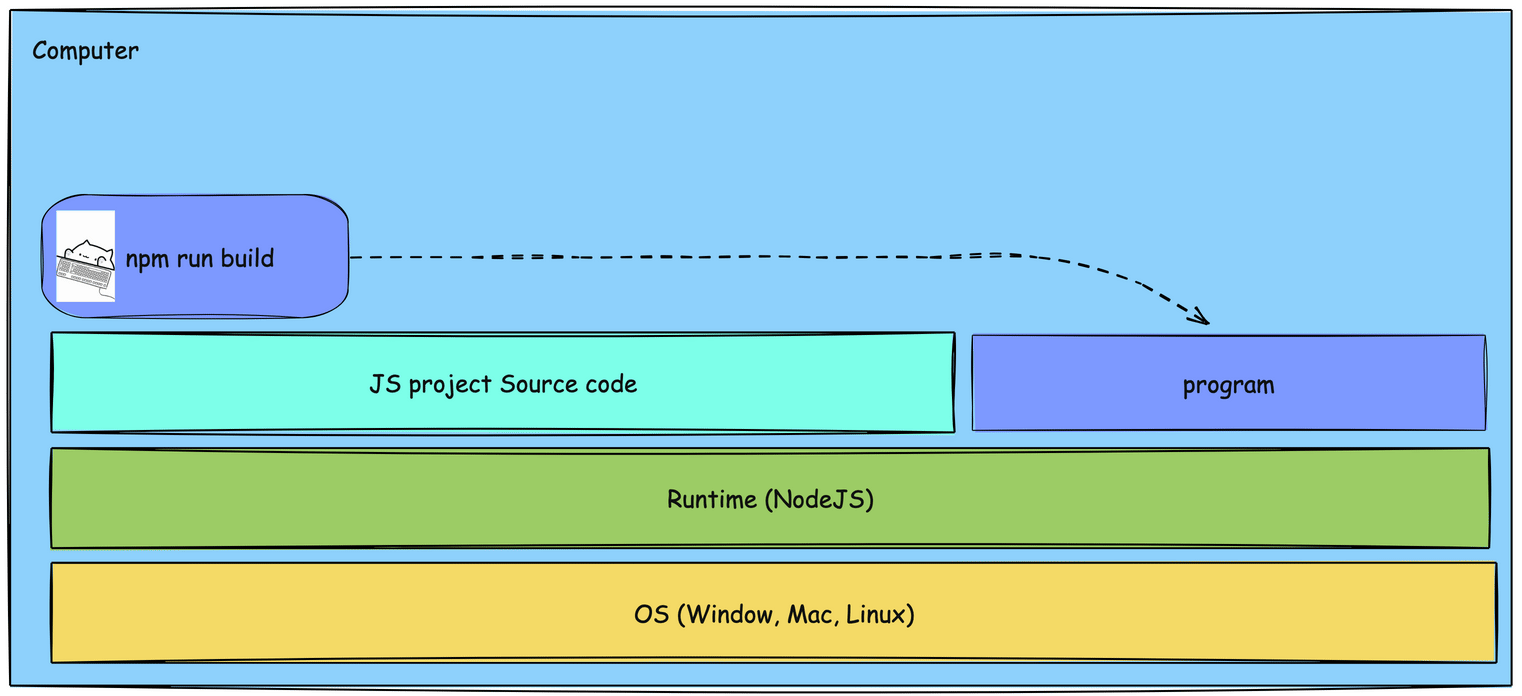 Computer
npm run build
JS project Source code
program
Runtime (NodeJS)
OS (Window, Mac, Linux)